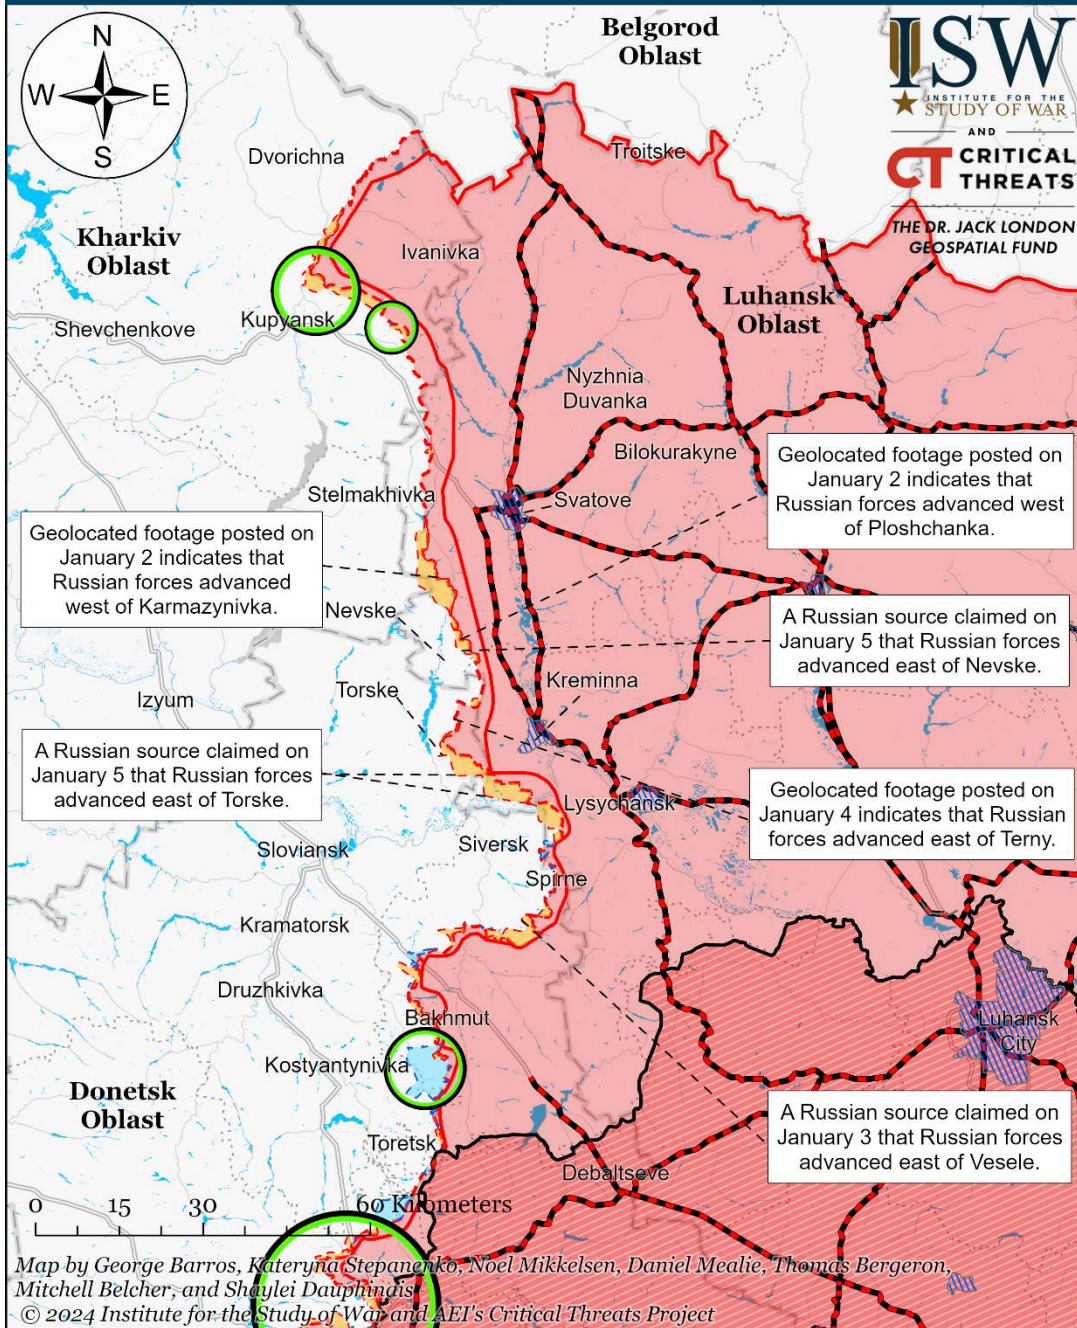 N
W E
S
Belgorod
Oblast
ISW
INSTITUTE FOR THE
STUDY OF WAR
AND
CT CRITICAL
THREATS
THE DR. JACK LONDON
GEOSPATIAL FUND
Dvorichna
Troitske
Kharkiv
Oblast
Ivanivka
Luhansk
Oblast
Shevchenkove
Kupyansk
Nyzhnia
Duvanka
Bilokurakyne
Geolocated footage posted on
January 2 indicates that
Russian forces advanced west
of Ploshchanka.
Stelmakhivka
Svatove
Geolocated footage posted on
January 2 indicates that
Russian forces advanced
west of Karmazynivka.
Nevske
A Russian source claimed on
January 5 that Russian forces
advanced east of Nevske.
Izyum
Torske
Kreminna
A Russian source claimed on
January 5 that Russian forces
advanced east of Torske.
Lysychansk
Geolocated footage posted on
January 4 indicates that Russian
forces advanced east of Terny.
Sloviansk
Siversk
Spirne
Kramatorsk
Druzhkivka
Bakhmut
Luhansk
City
Kostyantynivka
Donetsk
Oblast
Toretsk
A Russian source claimed on
January 3 that Russian forces
advanced east of Vesele.
Debaltseve
0 15 30 60 Kilometers
Map by George Barros, Kateryna Stepanenko, Noel Mikkelsen, Daniel Mealie, Thomas Bergeron,
Mitchell Belcher, and Shaylei Dauphinais
© 2024 Institute for the Study of War and AEI's Critical Threats Project